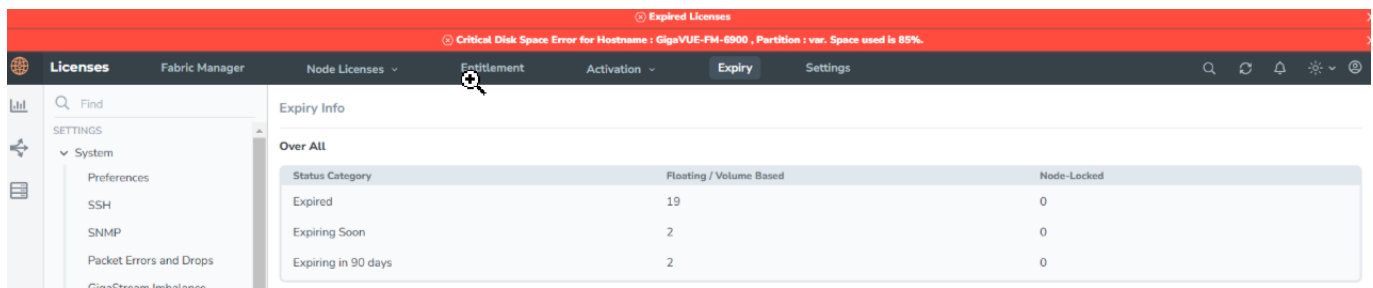 Expired Licenses
Critical Disk Space Error for Hostname : GigaVUE-FM-6900 , Partition : var. Space used is 85%.
Licenses Fabric Manager Node Licenses Entitlement Activation Expiry Settings
Find
SETTINGS
System
Preferences
SSH
SNMP
Packet Errors and Drops
GigaStream Imbalance
Expiry Info
Over All
Status Category Floating / Volume Based Node-Locked
Expired 19 0
Expiring Soon 2 0
Expiring in 90 days 2 0